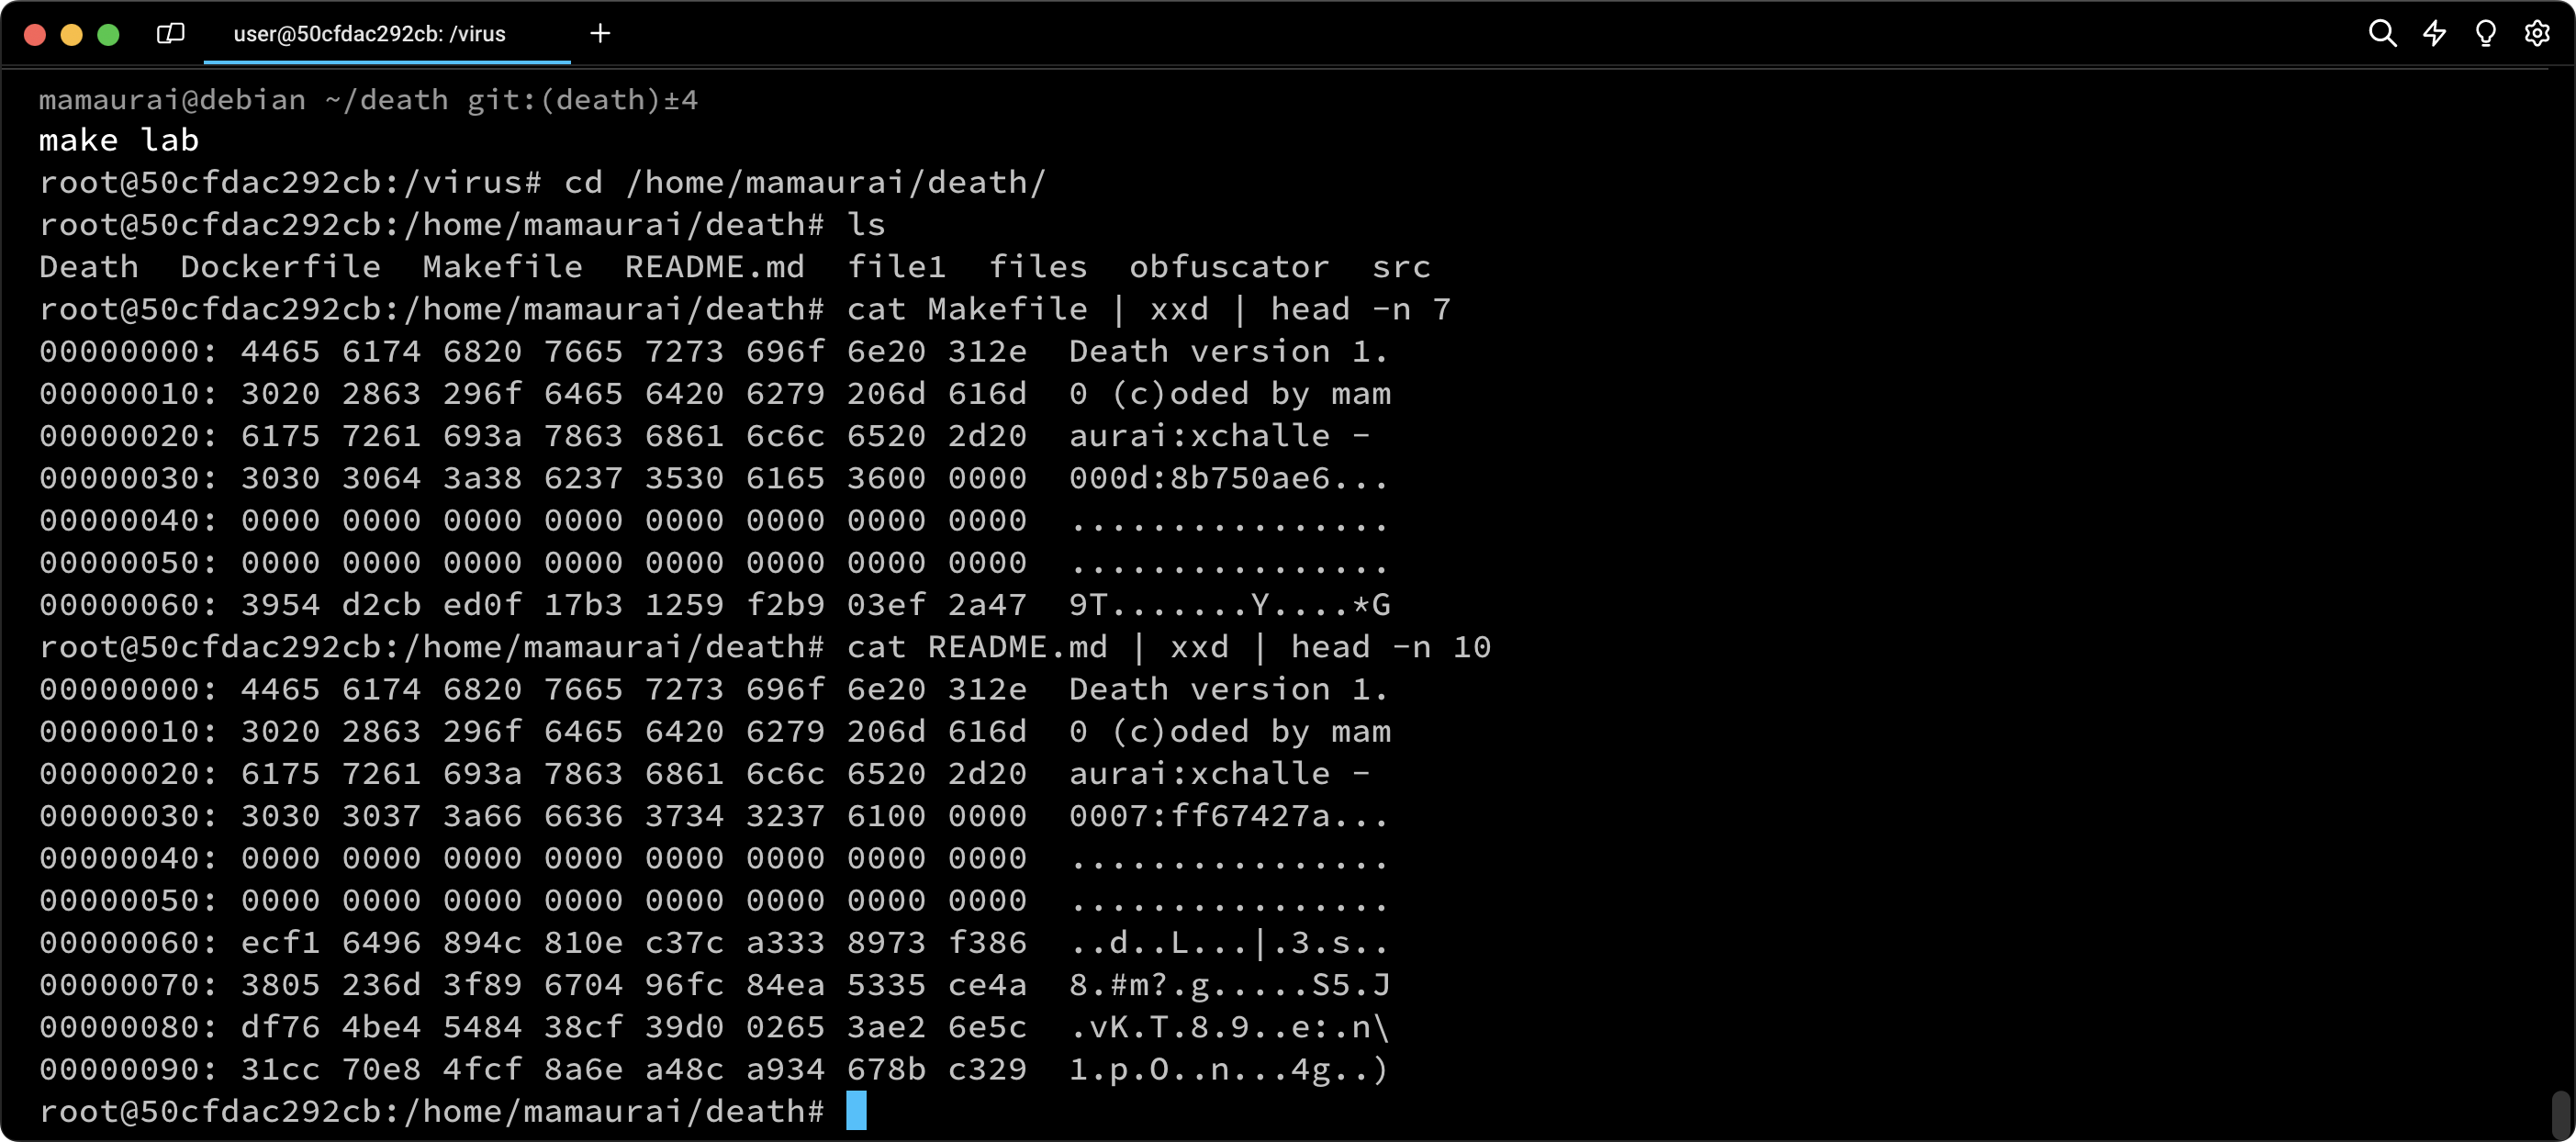 user@50cfdac292cb: /virus
mamaurai@debian ~/death git:(death)±4
make lab
root@50cfdac292cb:/virus# cd /home/mamaurai/death/
root@50cfdac292cb:/home/mamaurai/death# ls
Death  Dockerfile  Makefile  README.md  file1  files  obfuscator  src
root@50cfdac292cb:/home/mamaurai/death# cat Makefile | xxd | head -n 7
00000000: 4465 6174 6820 7665 7273 696f 6e20 312e  Death version 1.
00000010: 3020 2863 296f 6465 6420 6279 206d 616d  0 (c)oded by mam
00000020: 6175 7261 693a 7863 6861 6c6c 6520 2d20  aurai:xchalle -
00000030: 3030 3064 3a38 6237 3530 6165 3600 0000  000d:8b750ae6...
00000040: 0000 0000 0000 0000 0000 0000 0000 0000  ................
00000050: 0000 0000 0000 0000 0000 0000 0000 0000  ................
00000060: 3954 d2cb ed0f 17b3 1259 f2b9 03ef 2a47  9T.......Y....*G
root@50cfdac292cb:/home/mamaurai/death# cat README.md | xxd | head -n 10
00000000: 4465 6174 6820 7665 7273 696f 6e20 312e  Death version 1.
00000010: 3020 2863 296f 6465 6420 6279 206d 616d  0 (c)oded by mam
00000020: 6175 7261 693a 7863 6861 6c6c 6520 2d20  aurai:xchalle -
00000030: 3030 3037 3a66 6636 3734 3237 6100 0000  0007:ff67427a...
00000040: 0000 0000 0000 0000 0000 0000 0000 0000  ................
00000050: 0000 0000 0000 0000 0000 0000 0000 0000  ................
00000060: ecf1 6496 894c 810e c37c a333 8973 f386  ..d..L...|.3.s..
00000070: 3805 236d 3f89 6704 96fc 84ea 5335 ce4a  8.#m?.g.....S5.J
00000080: df76 4be4 5484 38cf 39d0 0265 3ae2 6e5c  .vK.T.8.9..e:.n\
00000090: 31cc 70e8 4fcf 8a6e a48c a934 678b c329  1.p.O..n...4g..)
root@50cfdac292cb:/home/mamaurai/death#